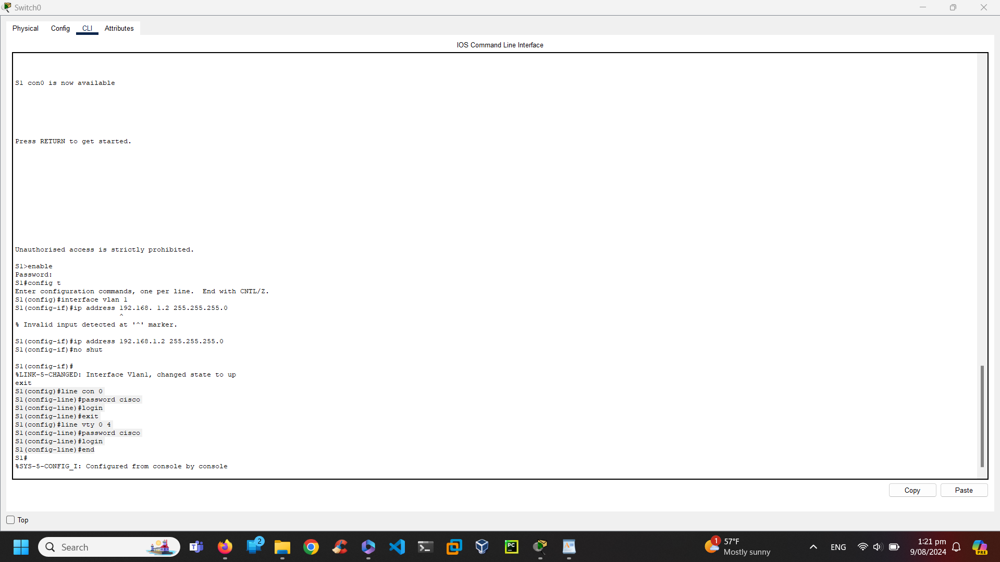 Switch0
Physical
Config
CLI
Attributes
IOS Command Line Interface
S1 con0 is now available
Press RETURN to get started.
Unauthorised access is strictly prohibited.
S1>enable
Password:
S1#config t
Enter configuration commands, one per line.  End with CNTL/Z.
S1(config)#interface vlan 1
S1(config-if)#ip address 192.168. 1.2 255.255.255.0
^
% Invalid input detected at '^' marker.
S1(config-if)#ip address 192.168.1.2 255.255.255.0
S1(config-if)#no shut
S1(config-if)#
%LINK-5-CHANGED: Interface Vlan1, changed state to up
exit
S1(config)#line con 0
S1(config-line)#password cisco
S1(config-line)#login
S1(config-line)#exit
S1(config)#line vty 0 4
S1(config-line)#password cisco
S1(config-line)#login
S1(config-line)#end
S1#
%SYS-5-CONFIG_I: Configured from console by console
Copy
Paste
Top
Search
2
PC
1
57°F
Mostly sunny
ENG
1:21 pm
9/08/2024
PRE